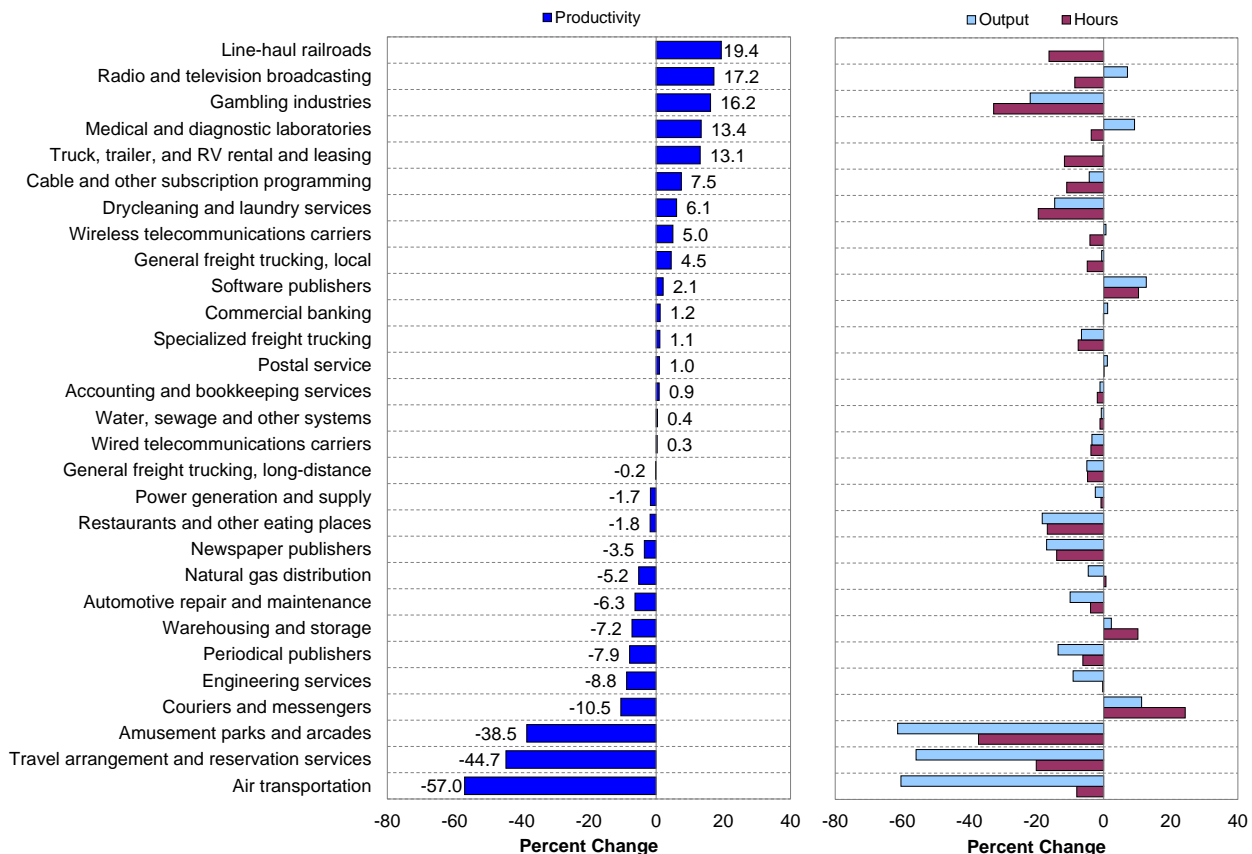 Productivity
Output Hours
Line-haul railroads 19.4
Radio and television broadcasting 17.2
Gambling industries 16.2
Medical and diagnostic laboratories 13.4
Truck, trailer, and RV rental and leasing 13.1
Cable and other subscription programming 7.5
Drycleaning and laundry services 6.1
Wireless telecommunications carriers 5.0
General freight trucking, local 4.5
Software publishers 2.1
Commercial banking 1.2
Specialized freight trucking 1.1
Postal service 1.0
Accounting and bookkeeping services 0.9
Water, sewage and other systems 0.4
Wired telecommunications carriers 0.3
General freight trucking, long-distance -0.2
Power generation and supply -1.7
Restaurants and other eating places -1.8
Newspaper publishers -3.5
Natural gas distribution -5.2
Automotive repair and maintenance -6.3
Warehousing and storage -7.2
Periodical publishers -7.9
Engineering services -8.8
Couriers and messengers -10.5
Amusement parks and arcades -38.5
Travel arrangement and reservation services -44.7
Air transportation -57.0
-80 -60 -40 -20 0 20 40
Percent Change
-80 -60 -40 -20 0 20 40
Percent Change